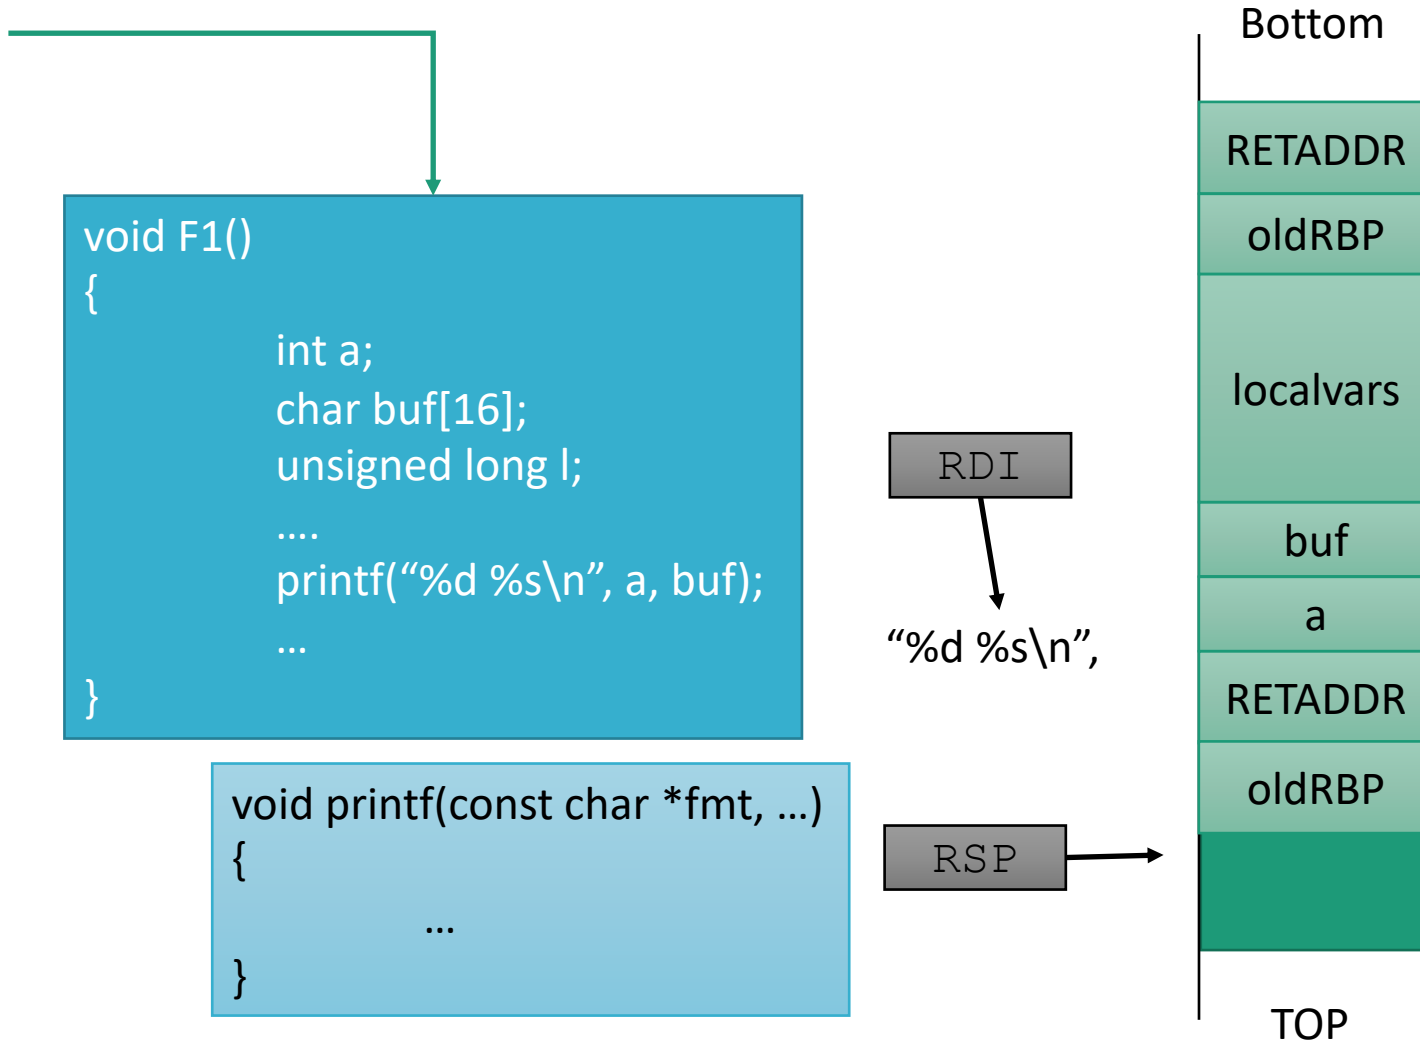 Bottom
void F1()
{
int a;
char buf[16];
unsigned long l;
....
printf(“%d %s\n”, a, buf);
…
}
void printf(const char *fmt, …)
{
…
}
RDI
“%d %s\n”,
RSP
RETADDR
oldRBP
localvars
buf
a
RETADDR
oldRBP
TOP